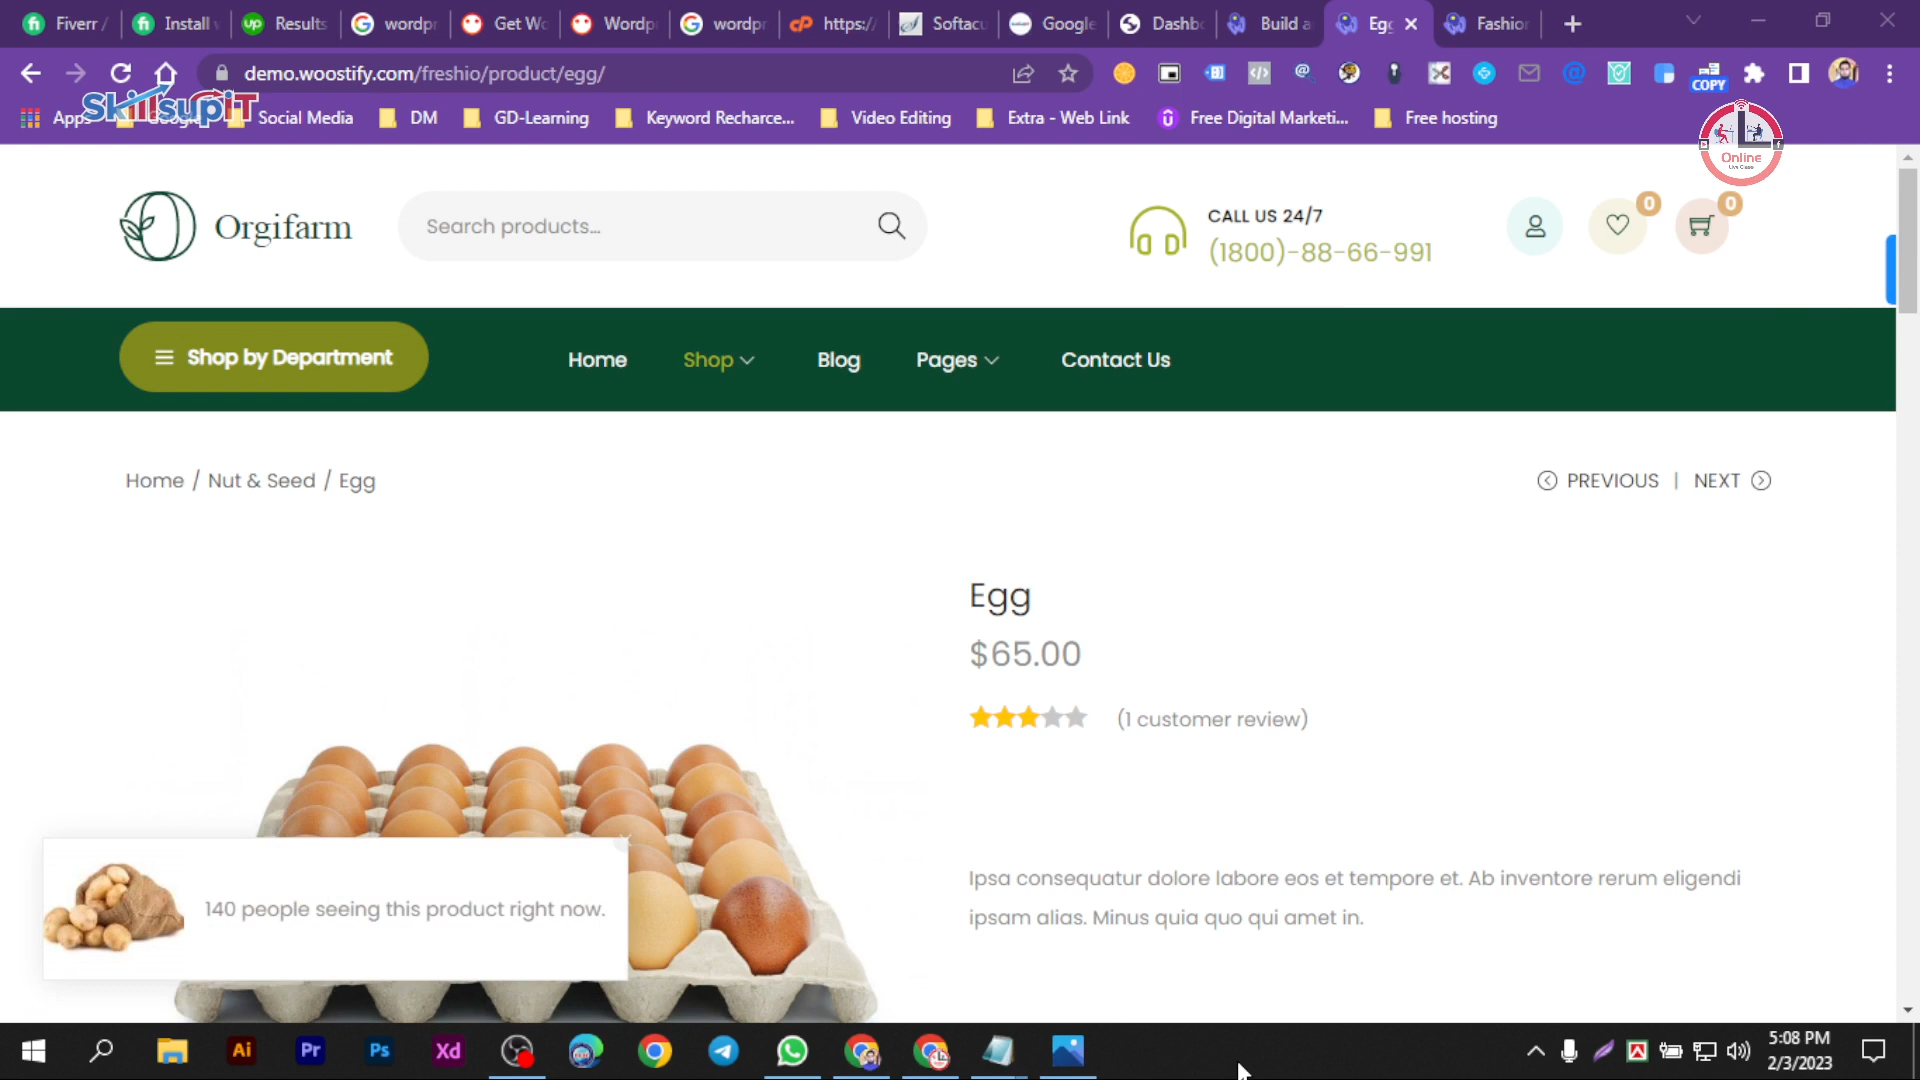 Fiverr /
Install
Results
wordpr
Get Wo
Wordp
wordpr
https:/
Softacu
Google
Dashbo
Build a
Egg
Fashion
demo.woostify.com/freshio/product/egg/
COPY
SkillsupIT
Apps
Social Media
DM
GD-Learning
Keyword Recharce...
Video Editing
Extra - Web Link
Free Digital Marketi...
Free hosting
Online
Orgifarm
Search products...
CALL US 24/7
(1800)-88-66-991
0
0
Shop by Department
Home
Shop
Blog
Pages
Contact Us
Home / Nut & Seed / Egg
PREVIOUS | NEXT
Egg
$65.00
(1 customer review)
Ipsa consequatur dolore labore eos et tempore et. Ab inventore rerum eligendi
ipsam alias. Minus quia quo qui amet in.
140 people seeing this product right now.
Ai
Pr
Ps
Xd
5:08 PM
2/3/2023